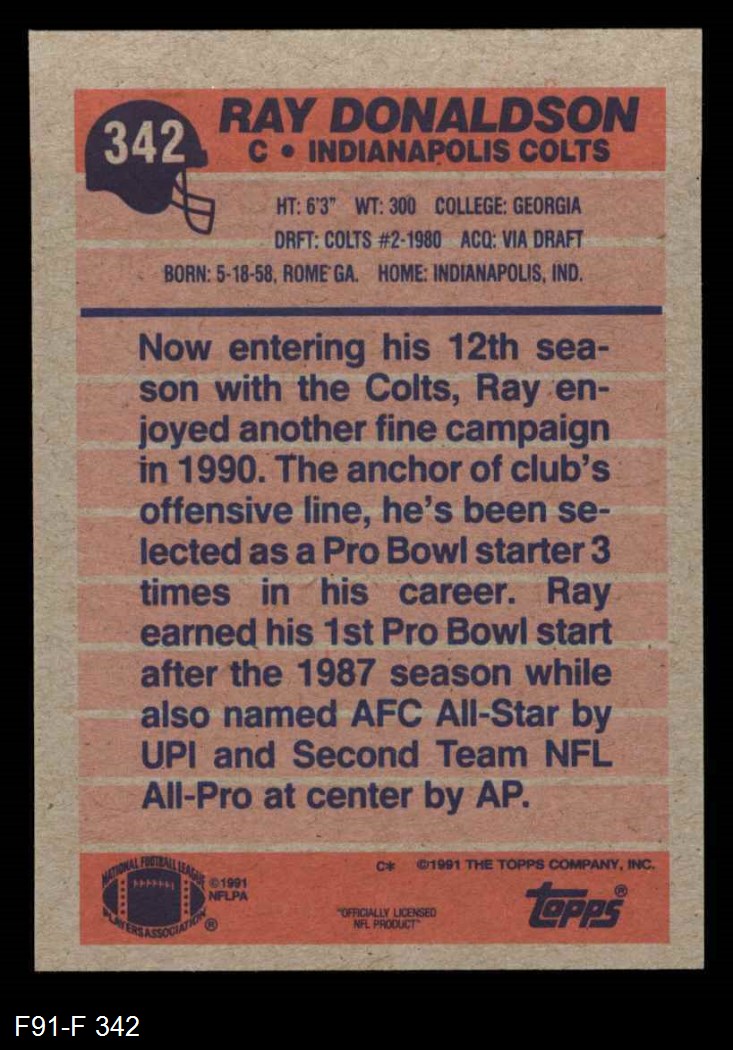 342
RAY DONALDSON
C • INDIANAPOLIS COLTS
HT: 6'3" WT: 300 COLLEGE: GEORGIA
DRFT: COLTS #2-1980 ACQ: VIA DRAFT
BORN: 5-18-58, ROME GA. HOME: INDIANAPOLIS, IND.
Now entering his 12th sea-
son with the Colts, Ray en-
joyed another fine campaign
in 1990. The anchor of club's
offensive line, he's been se-
lected as a Pro Bowl starter 3
times in his career. Ray
earned his 1st Pro Bowl start
after the 1987 season while
also named AFC All-Star by
UPI and Second Team NFL
All-Pro at center by AP.
C* ©1991 THE TOPPS COMPANY, INC.
NATIONAL FOOTBALL LEAGUE
PLAYERS ASSOCIATION ®
©1991
NFLPA
"OFFICIALLY LICENSED
NFL PRODUCT"
topps®
F91-F 342